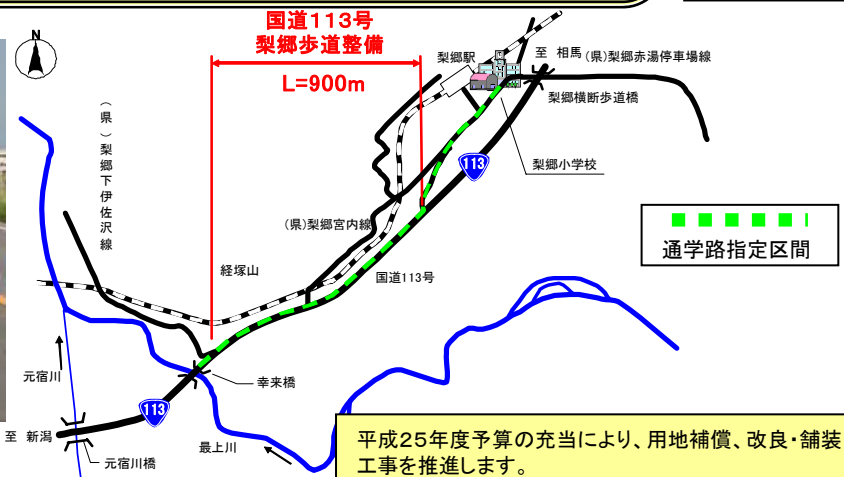 国道113号
梨郷歩道整備
L=900m
N
梨郷駅
至 相馬
(県)梨郷赤湯停車場線
梨郷横断歩道橋
113
梨郷小学校
(県)梨郷下伊佐沢線
(県)梨郷宮内線
通学路指定区間
経塚山
国道113号
元宿川
幸来橋
113
至 新潟
元宿川橋
最上川
平成25年度予算の充当により、用地補償、改良・舗装
工事を推進します。